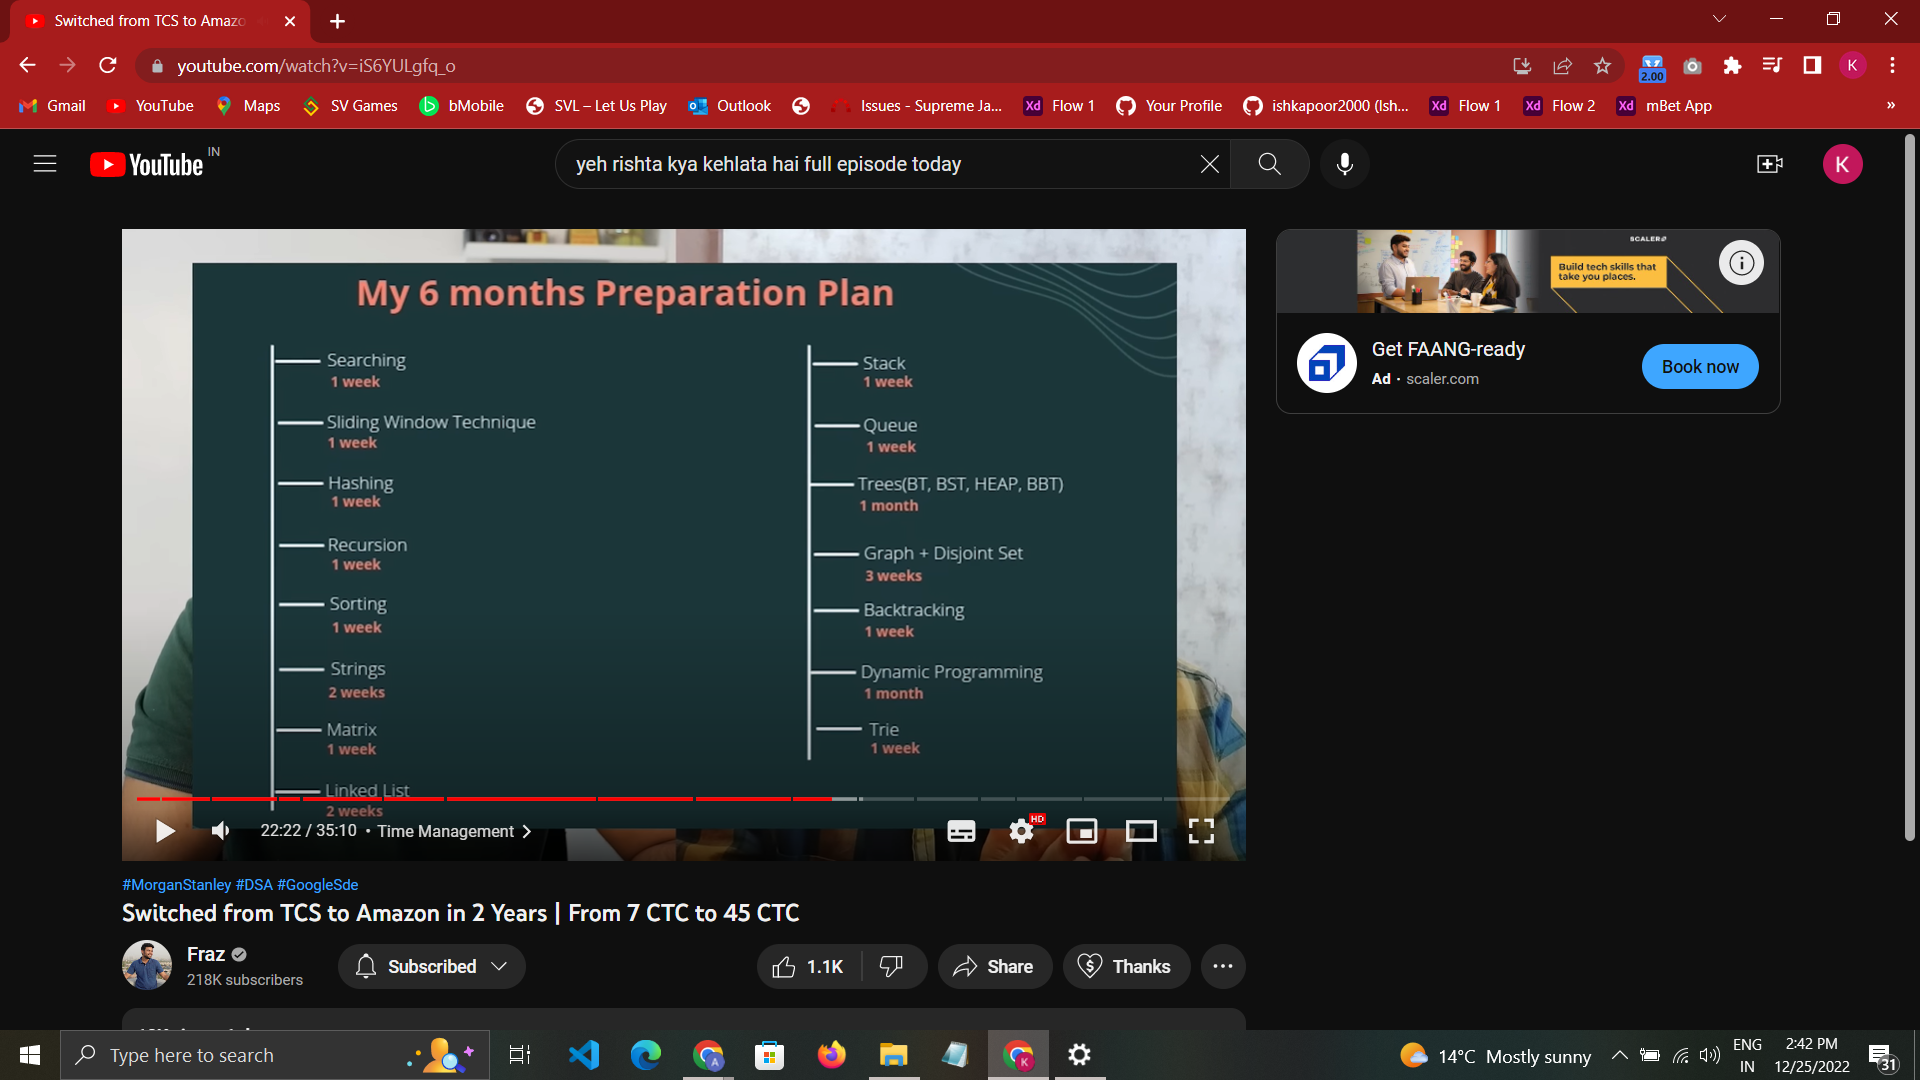 Switched from TCS to Amazo
youtube.com/watch?v=iS6YULgfq_o
2.00
K
Gmail
YouTube
Maps
SV Games
bMobile
SVL – Let Us Play
Outlook
Issues - Supreme Ja...
Xd Flow 1
Your Profile
ishkapoor2000 (Ish...
Xd Flow 1
Xd Flow 2
Xd mBet App
»
YouTube IN
yeh rishta kya kehlata hai full episode today
K
My 6 months Preparation Plan
Searching
1 week
Sliding Window Technique
1 week
Hashing
1 week
Recursion
1 week
Sorting
1 week
Strings
2 weeks
Matrix
1 week
Linked List
2 weeks
Stack
1 week
Queue
1 week
Trees(BT, BST, HEAP, BBT)
1 month
Graph + Disjoint Set
3 weeks
Backtracking
1 week
Dynamic Programming
1 month
Trie
1 week
22:22 / 35:10 • Time Management
HD
SCALER
Build tech skills that
take you places.
Get FAANG-ready
Ad · scaler.com
Book now
#MorganStanley #DSA #GoogleSde
Switched from TCS to Amazon in 2 Years | From 7 CTC to 45 CTC
Fraz
218K subscribers
Subscribed
1.1K
Share
Thanks
Type here to search
A
K
14°C Mostly sunny
ENG
IN
2:42 PM
12/25/2022
31